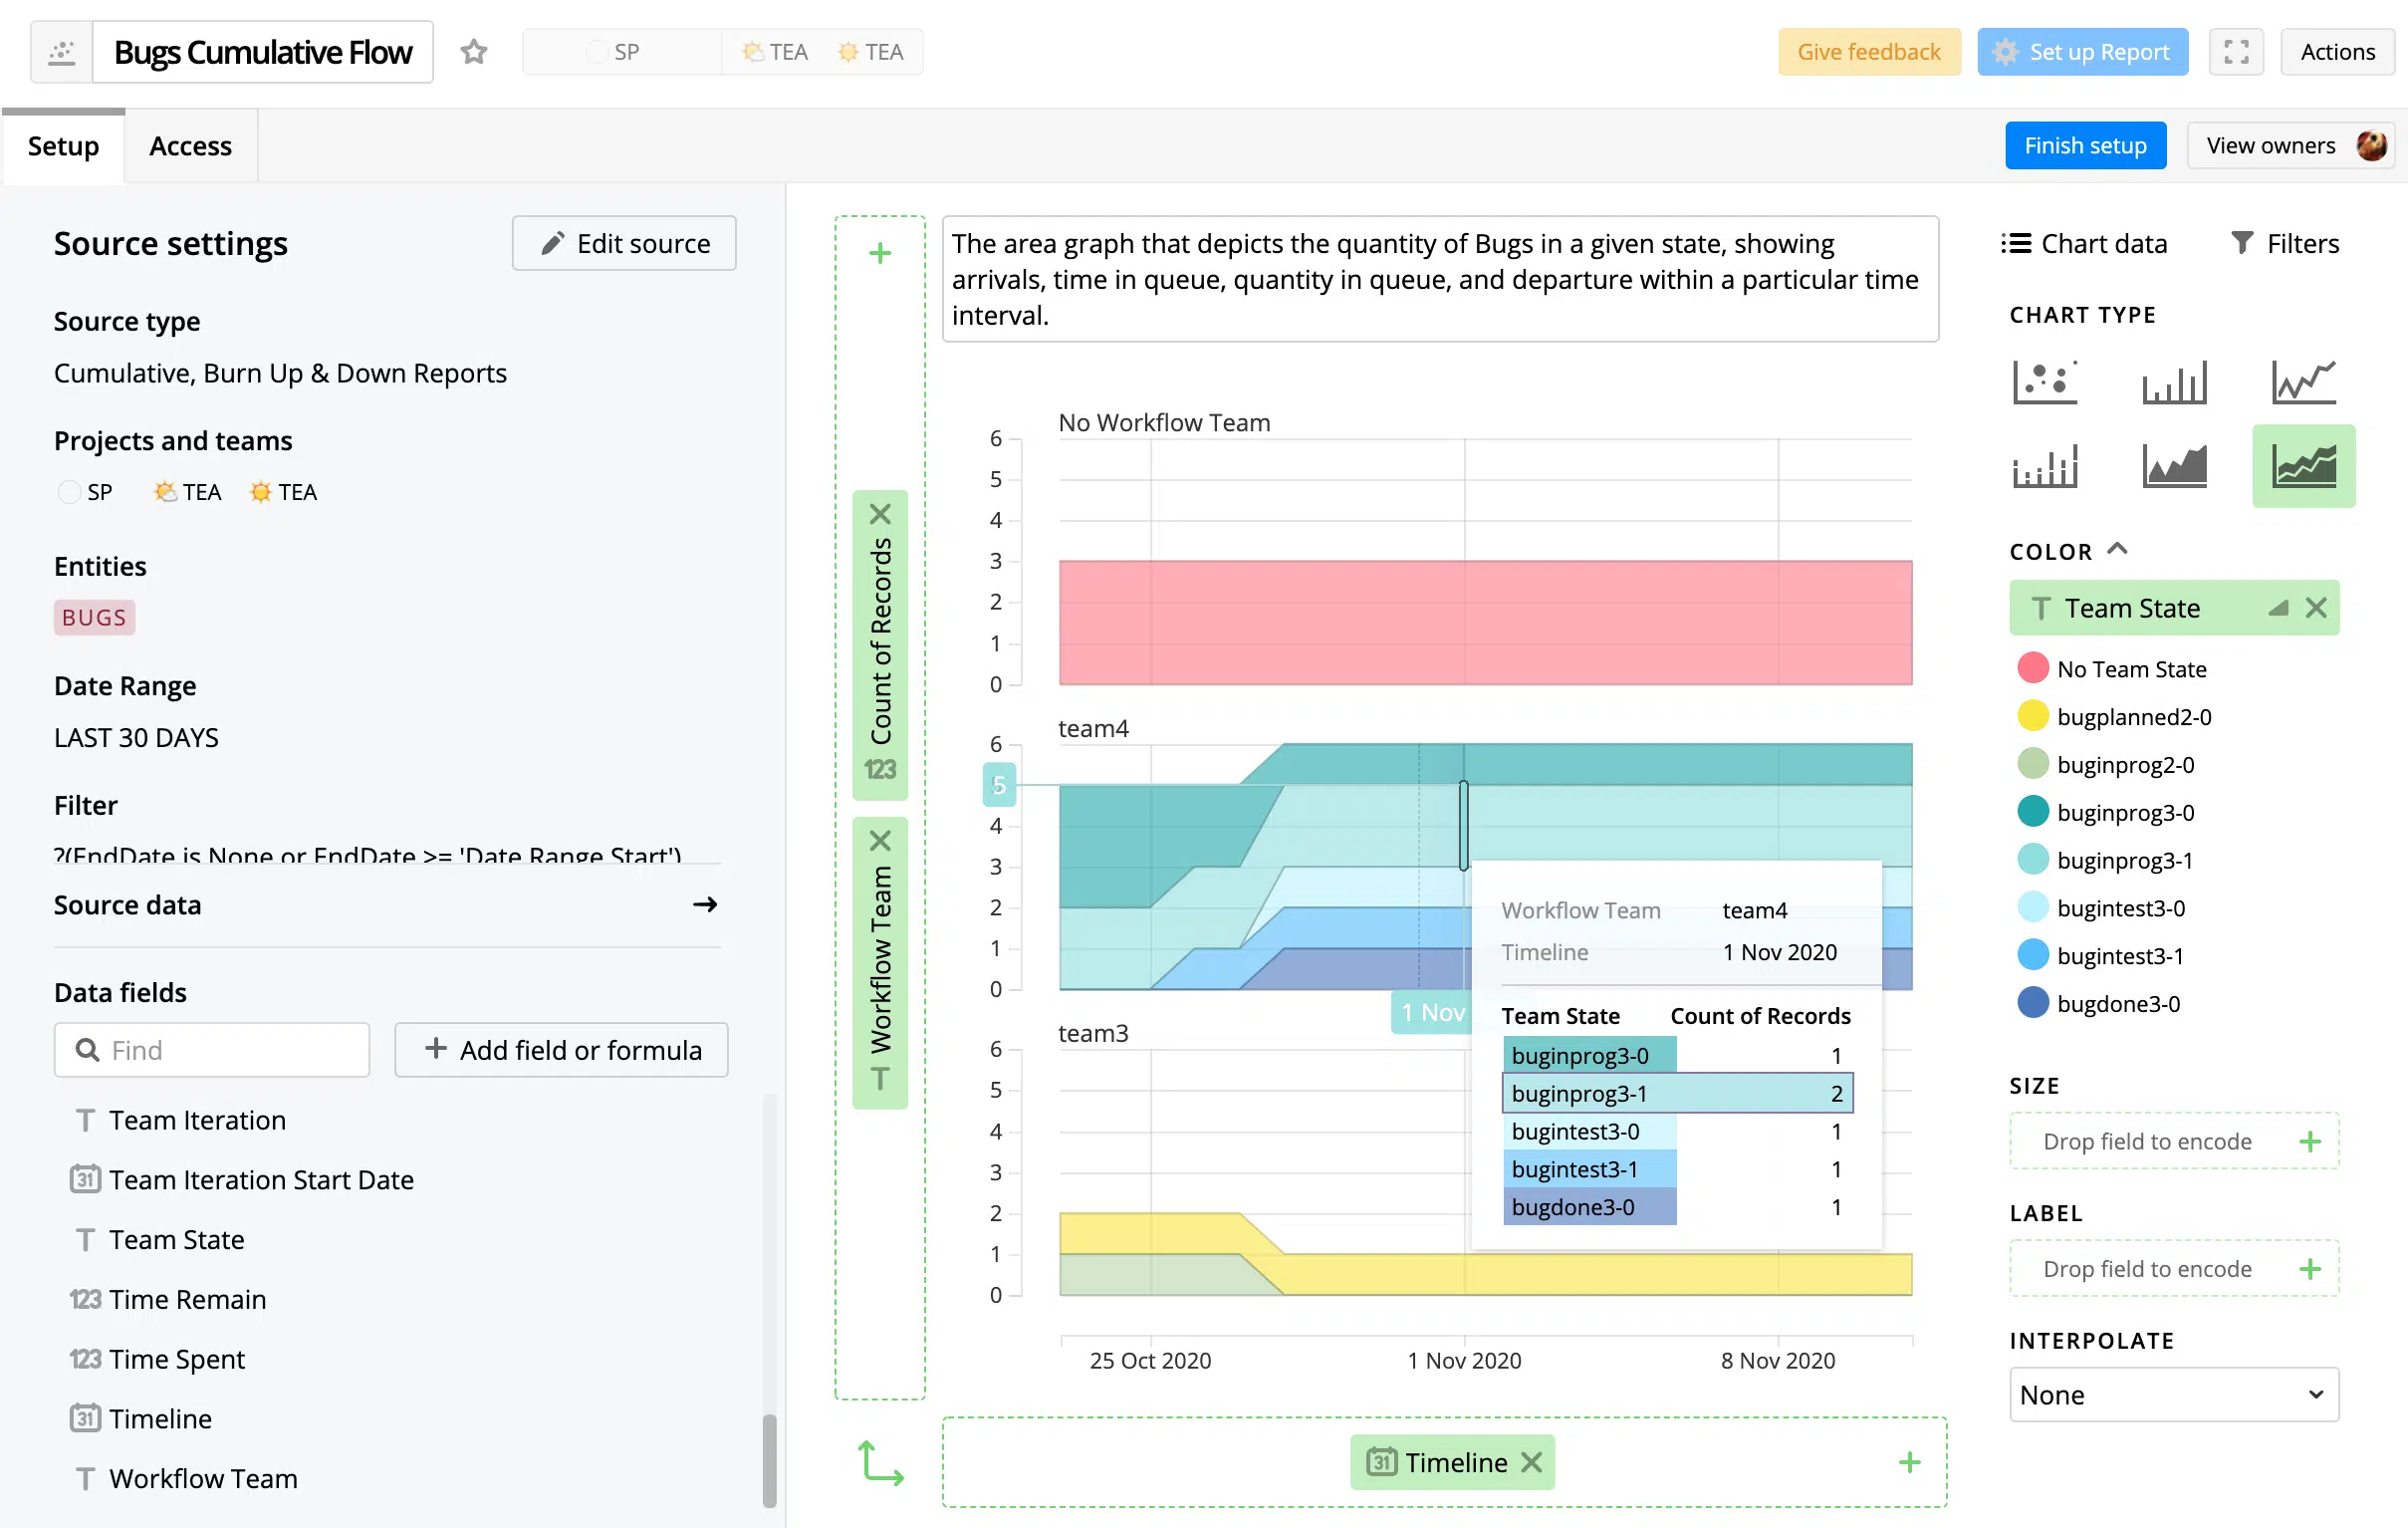 Bugs Cumulative Flow
SP
TEA
TEA
Give feedback
Set up Report
Actions
Setup
Access
Finish setup
View owners
Source settings
Edit source
Source type
Cumulative, Burn Up & Down Reports
Projects and teams
SP
TEA
TEA
Entities
BUGS
Date Range
LAST 30 DAYS
Filter
?(EndDate is None or EndDate >= 'Date Range Start')
Source data
Data fields
Find
Add field or formula
T Team Iteration
31 Team Iteration Start Date
T Team State
123 Time Remain
123 Time Spent
31 Timeline
T Workflow Team
123 Count of Records
T Workflow Team
The area graph that depicts the quantity of Bugs in a given state, showing
arrivals, time in queue, quantity in queue, and departure within a particular time
interval.
No Workflow Team
6
5
4
3
2
1
0
team4
6
5
4
3
2
1
0
1 Nov
team3
6
5
4
3
2
1
0
25 Oct 2020
1 Nov 2020
8 Nov 2020
Workflow Team team4
Timeline 1 Nov 2020
Team State Count of Records
buginprog3-0 1
buginprog3-1 2
bugintest3-0 1
bugintest3-1 1
bugdone3-0 1
31 Timeline
Chart data
Filters
CHART TYPE
COLOR
T Team State
No Team State
bugplanned2-0
buginprog2-0
buginprog3-0
buginprog3-1
bugintest3-0
bugintest3-1
bugdone3-0
SIZE
Drop field to encode
LABEL
Drop field to encode
INTERPOLATE
None